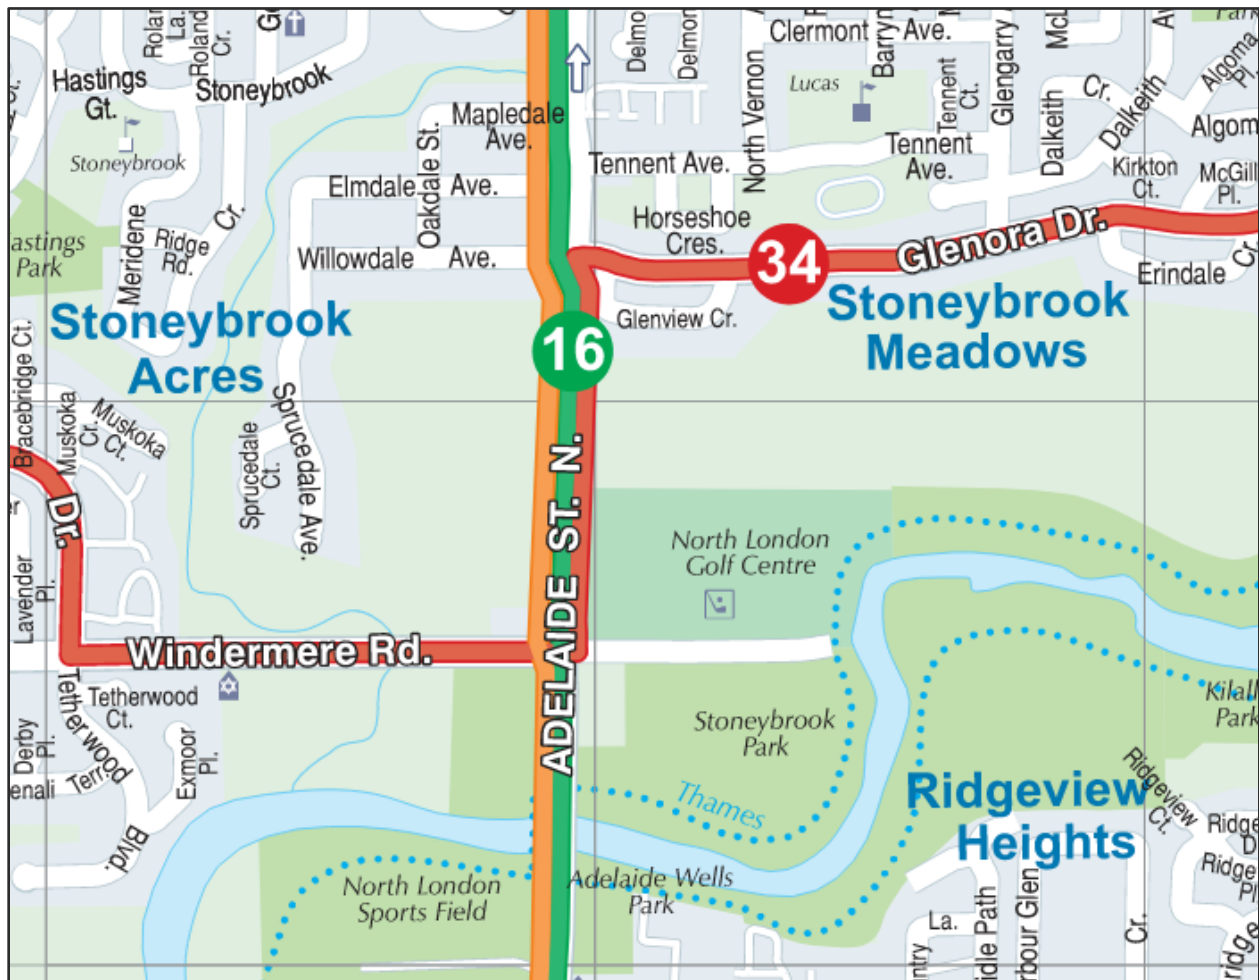 Roland
Cr.
Hastings
Gt.
Stoneybrook
Stoneybrook
Meridene
Cr.
Ridge
Rd.
Park
Stoneybrook
Acres
Mapledale
Ave.
Oakdale St.
Elmdale Ave.
Willowdale Ave.
Clermont Ave.
Lucas
North Vernon
Tennent
Ct.
Glengarry
Dalkeith
Cr.
Dalkeith
Algoma
Pl.
Tennent Ave.
Tennent
Ave.
Kirkton
Ct.
McGill
Pl.
Horseshoe
Cres.
34
Glenora Dr.
Erindale Ct.
Glenview Cr.
Stoneybrook
Meadows
16
Bracebridge Ct.
Muskoka
Ct.
Muskoka
Ct.
Sprucedale
Ct.
Sprucedale Ave.
Dr.
Lavender
Pl.
ADELAIDE ST. N.
North London
Golf Centre
Windermere Rd.
Tetherwood
Ct.
Tetherwood
Terr.
Blvd.
Derby
Pl.
Exmoor
Pl.
Stoneybrook
Park
Thames
Park
Ridgeview
Heights
Ridgeview
Ct.
North London
Sports Field
Adelaide Wells
Park
La.
Cr.